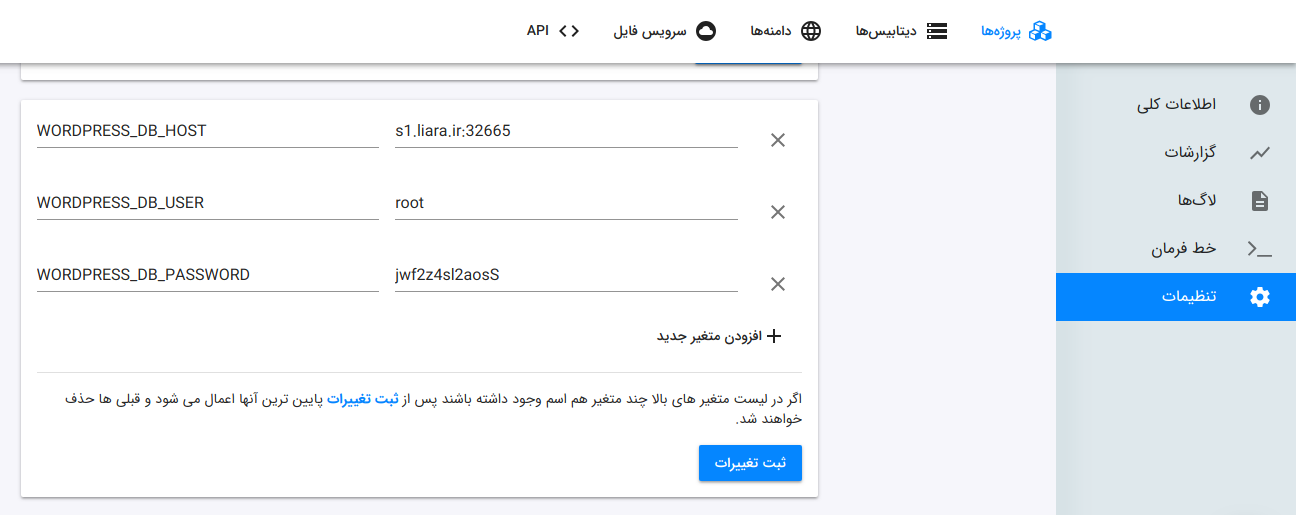 پروژه‌ها
دیتابیس‌ها
دامنه‌ها
سرویس فایل
API
اطلاعات کلی
گزارشات
لاگ‌ها
خط فرمان
تنظیمات
WORDPRESS_DB_HOST
s1.liara.ir:32665
WORDPRESS_DB_USER
root
WORDPRESS_DB_PASSWORD
jwf2z4sl2aosS
افزودن متغیر جدید
اگر در لیست متغیر های بالا چند متغیر هم اسم وجود داشته باشند پس از ثبت تغییرات پایین ترین آنها اعمال می شود و قبلی ها حذف
خواهند شد.
ثبت تغییرات